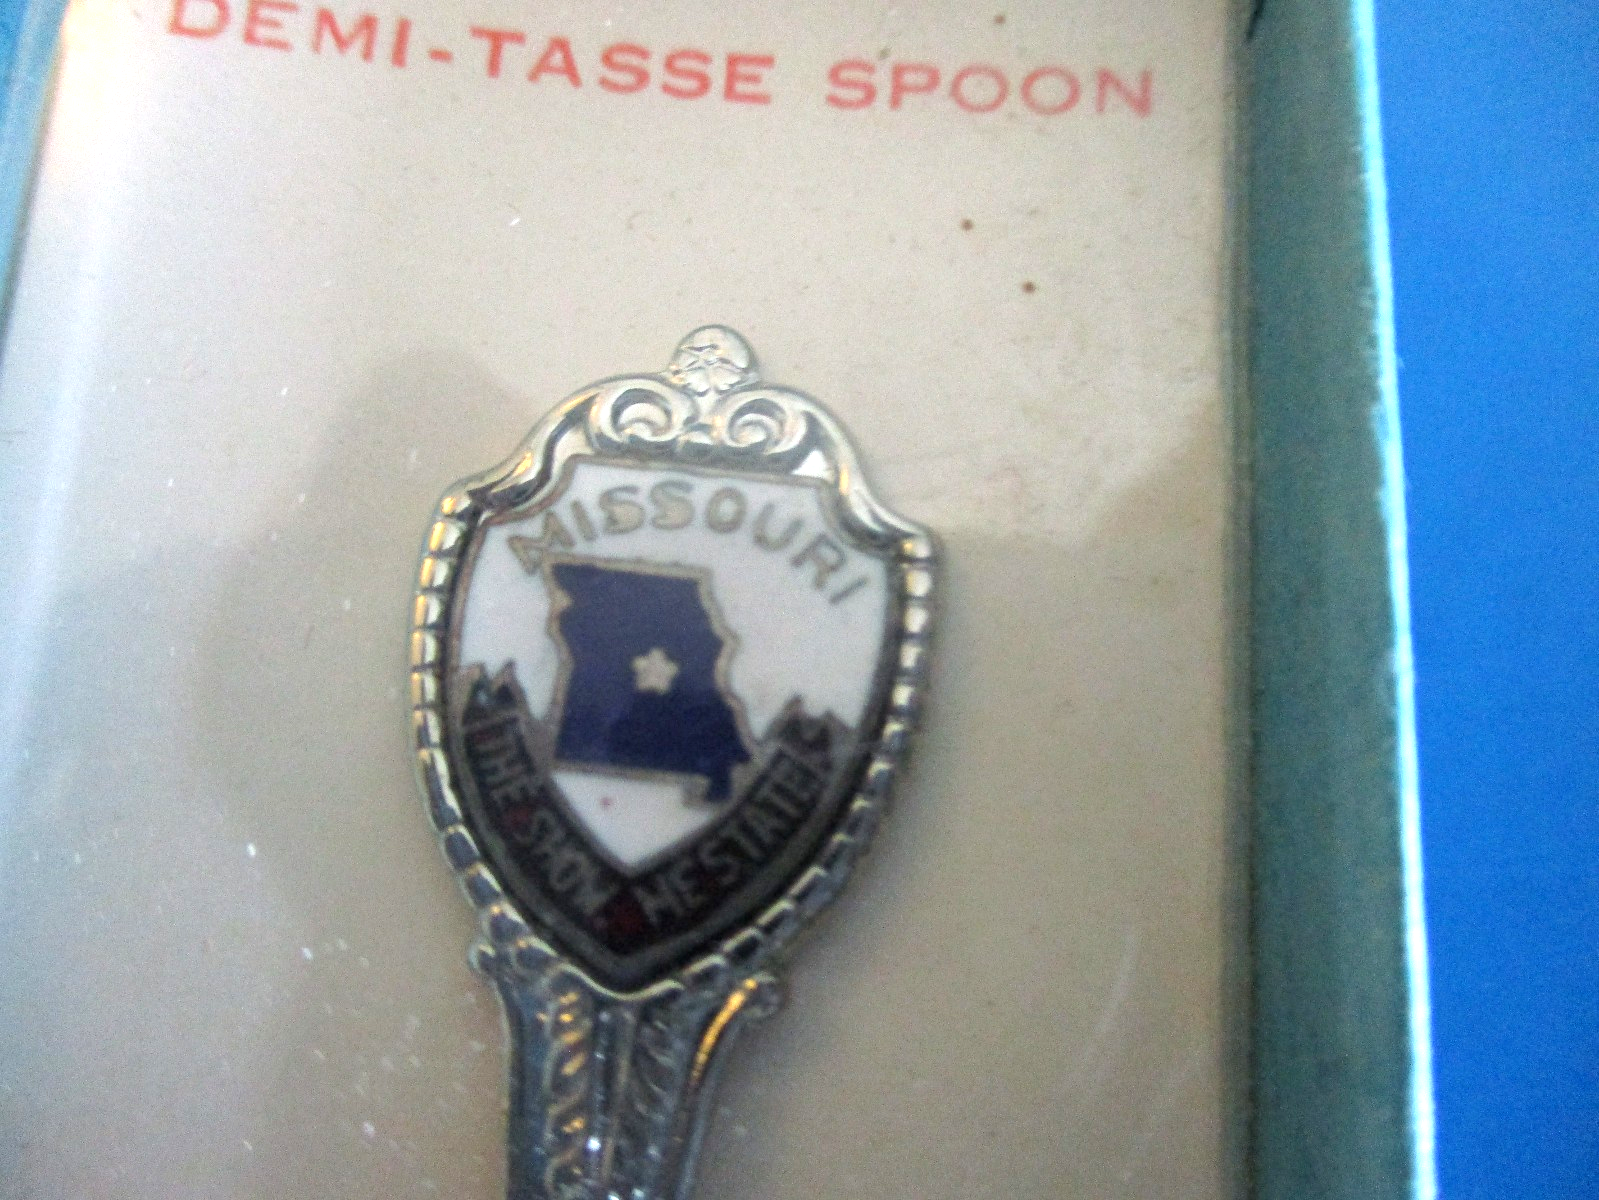 DEMI-TASSE SPOON
MISSOURI
THE SHOW ME STATE